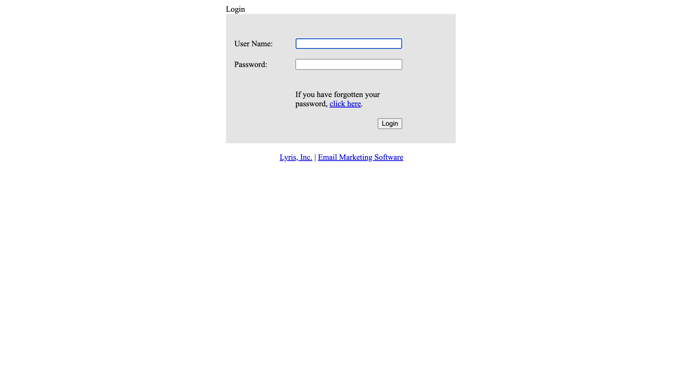 Login
User Name:
Password:
If you have forgotten your
password, click here.
Login
Lyris, Inc. | Email Marketing Software